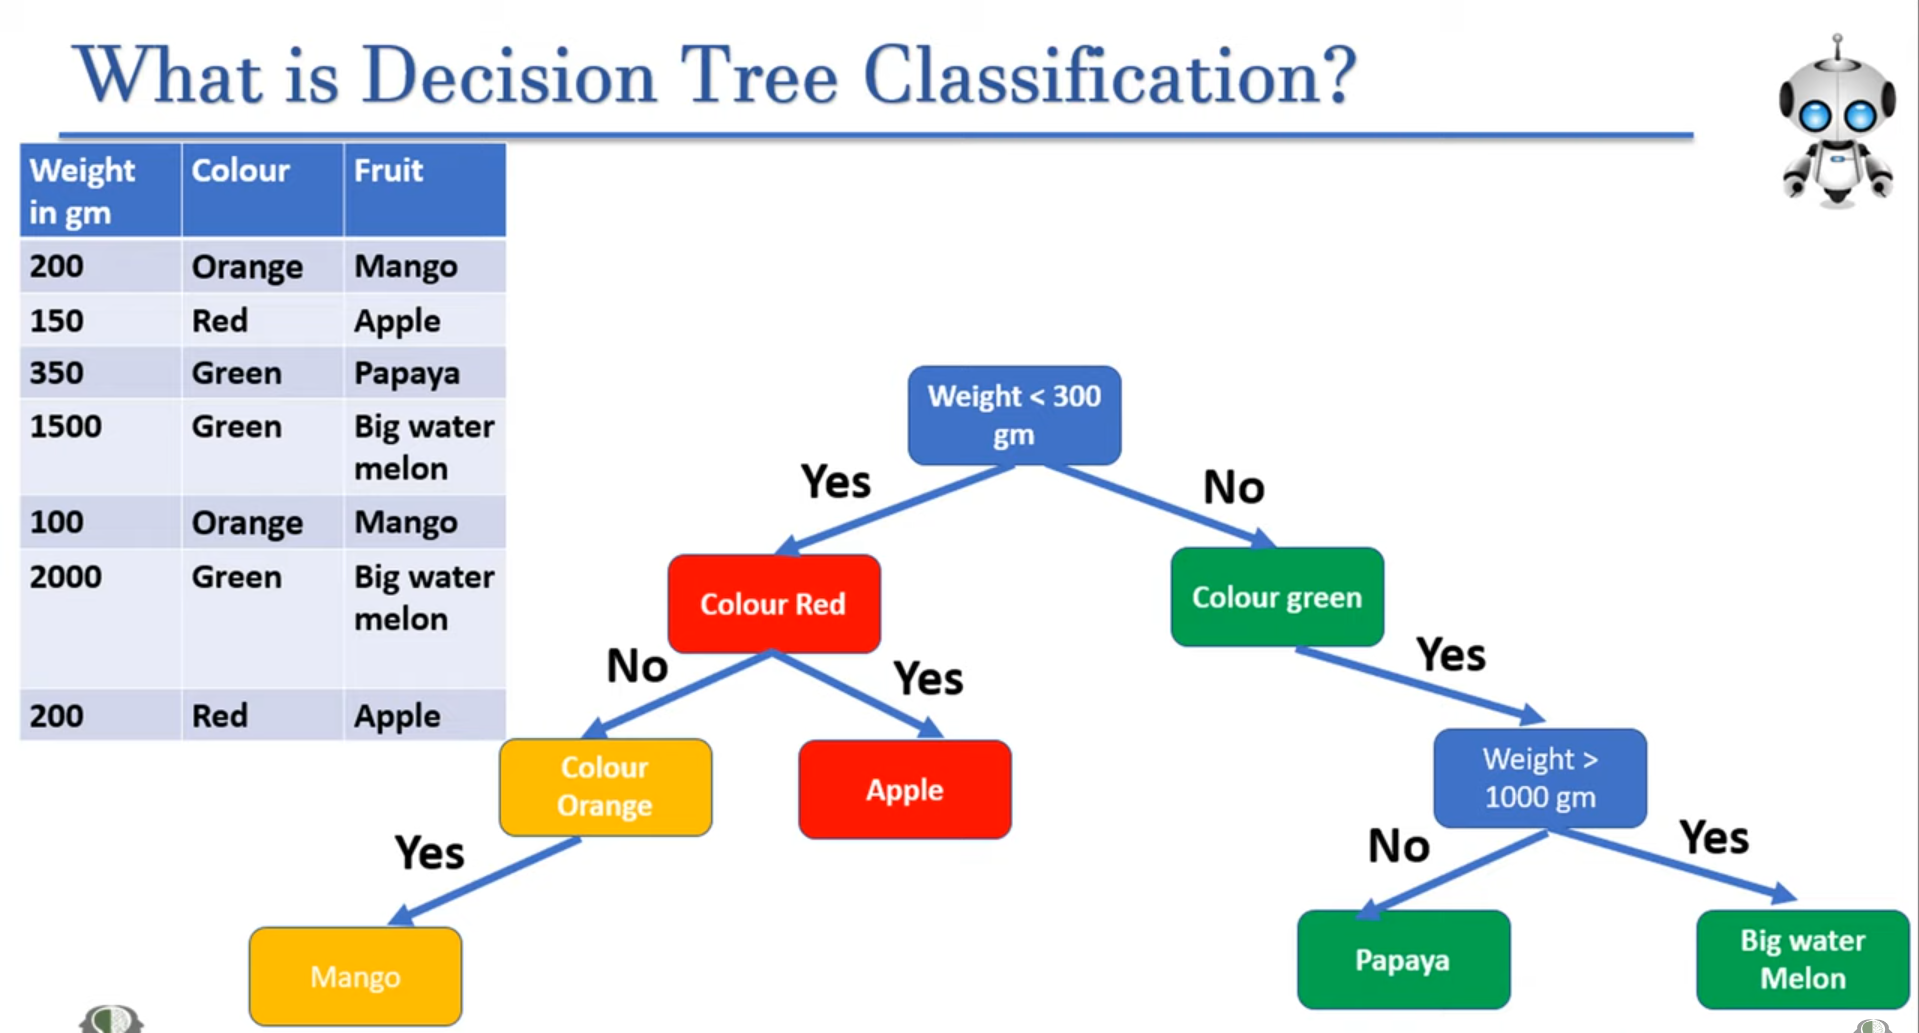 What is Decision Tree Classification?
Weight in gm Colour Fruit
200 Orange Mango
150 Red Apple
350 Green Papaya
1500 Green Big water melon
100 Orange Mango
2000 Green Big water melon
200 Red Apple
Weight < 300
gm
Yes
No
Colour Red
Colour green
No
Yes
Yes
Colour
Orange
Apple
Weight >
1000 gm
Yes
No
Yes
Mango
Papaya
Big water
Melon